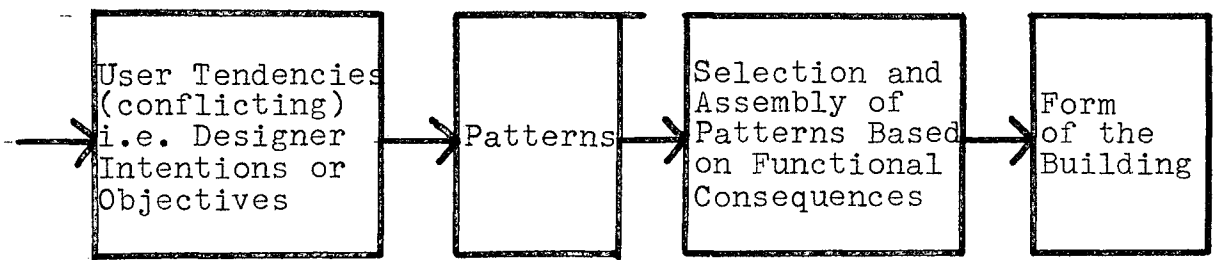 User Tendencies
(conflicting)
i.e. Designer
Intentions or
Objectives
Patterns
Selection and
Assembly of
Patterns Based
on Functional
Consequences
Form
of the
Building